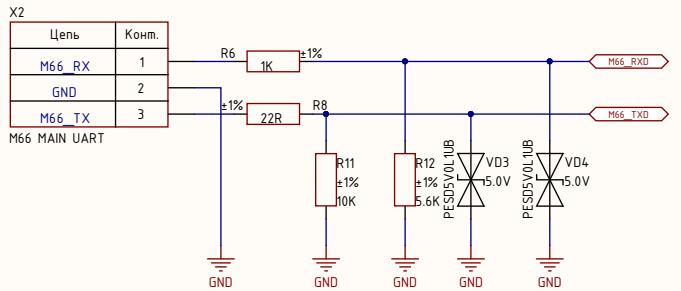 X2
Цепь Конт.
M66_RX 1
GND 2
M66_TX 3
M66 MAIN UART
R6 ±1%
1K
M66_RXD
±1% R8
22R
M66_TXD
R11
±1%
10K
R12
±1%
5.6K
PESD5V0L1UB
VD3
5.0V
PESD5V0L1UB
VD4
5.0V
GND GND GND GND GND